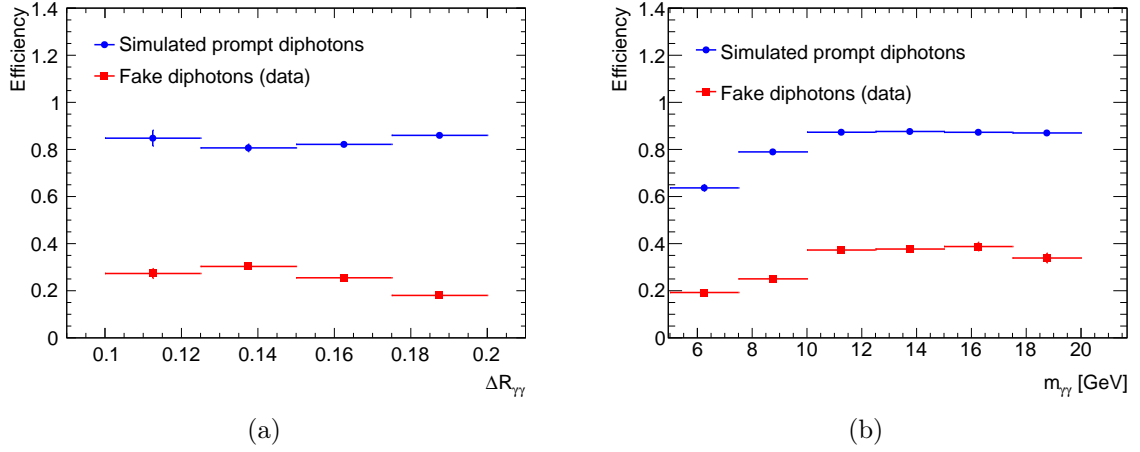 Efficiency
1.4
1.2
1
0.8
0.6
0.4
0.2
0
Simulated prompt diphotons
Fake diphotons (data)
0.1 0.12 0.14 0.16 0.18 0.2
ΔRγγ
(a)
Efficiency
1.4
1.2
1
0.8
0.6
0.4
0.2
0
Simulated prompt diphotons
Fake diphotons (data)
6 8 10 12 14 16 18 20
mγγ [GeV]
(b)